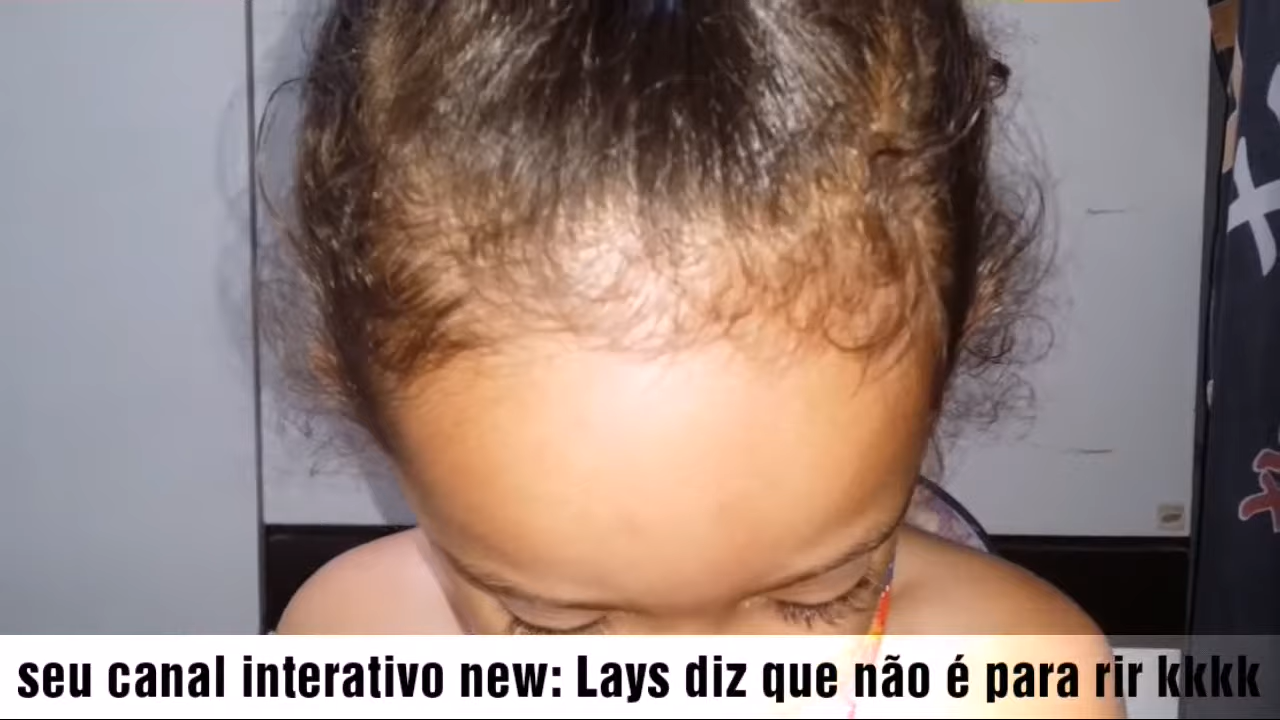 seu canal interativo new: Lays diz que não é para rir kkkk